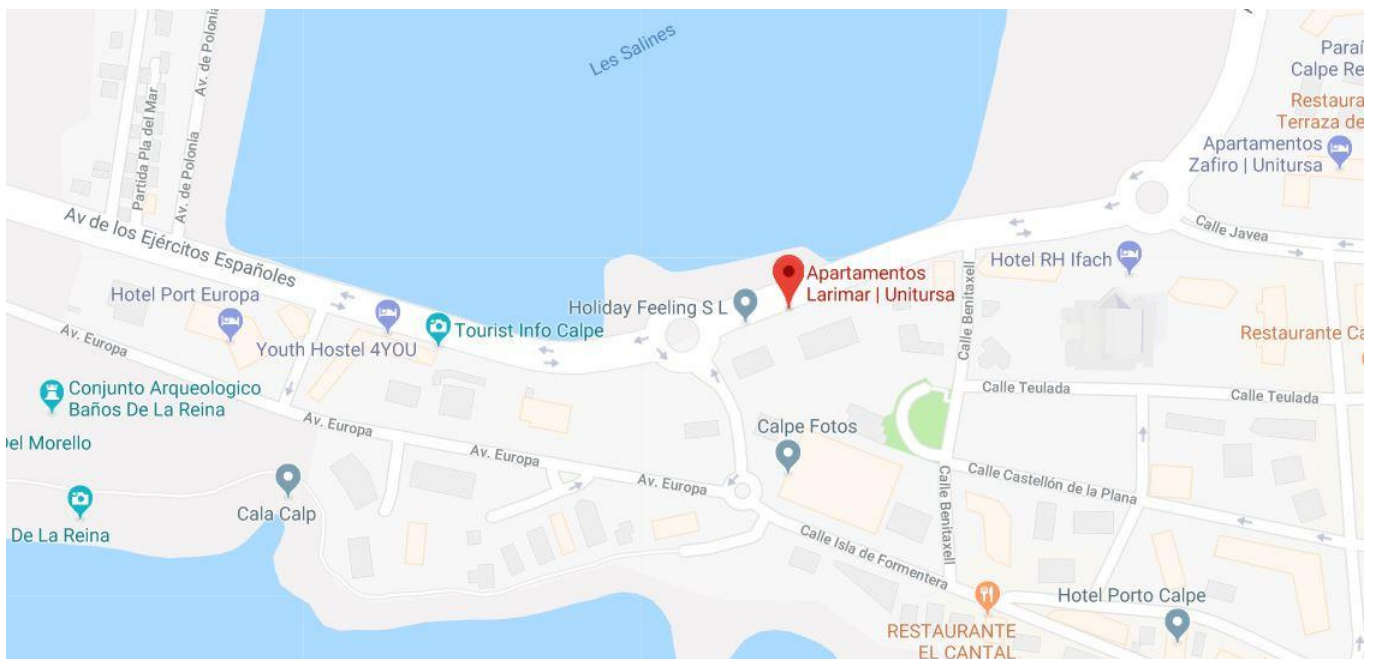 Les Salines
Av. de Polonia
Partida Pla del Mar
Av. de Polonia
Paraí
Calpe Re
Restaura
Terraza de
Apartamentos
Zafiro | Unitursa
Av de los Ejércitos Españoles
Calle Javea
Hotel RH Ifach
Apartamentos
Larimar | Unitursa
Calle Benitaxell
Hotel Port Europa
Holiday Feeling S L
Tourist Info Calpe
Youth Hostel 4YOU
Av. Europa
Restaurante Ca
Conjunto Arqueologico
Baños De La Reina
Calle Teulada
Calle Teulada
Del Morello
Av. Europa
Calpe Fotos
Av. Europa
Av. Europa
Calle Castellón de la Plana
Calle Benitaxell
Cala Calp
De La Reina
Calle Isla de Formentera
Hotel Porto Calpe
RESTAURANTE
EL CANTAL